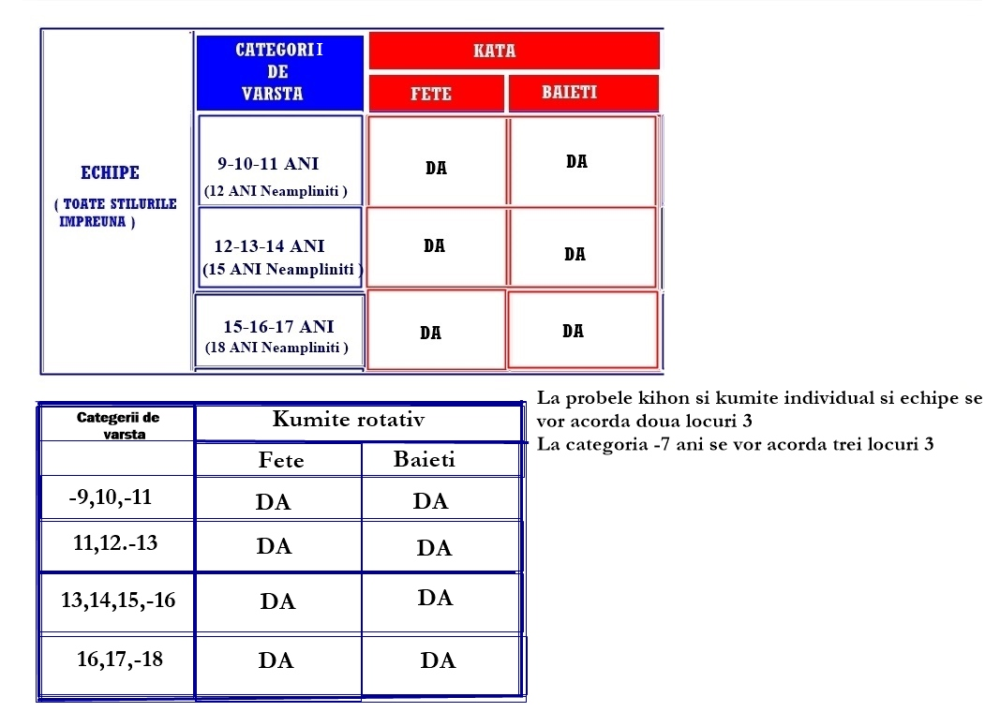 CATEGORII
DE
VARSTA
KATA
FETE
BAIETI
ECHIPE
( TOATE STILURILE
IMPREUNA )
9-10-11 ANI
(12 ANI Neampliniti )
DA
DA
12-13-14 ANI
(15 ANI Neampliniti )
DA
DA
15-16-17 ANI
(18 ANI Neampliniti )
DA
DA
Categerii de
varsta
Kumite rotativ
Fete
Baieti
-9,10,-11
DA
DA
11,12.-13
DA
DA
13,14,15,-16
DA
DA
16,17,-18
DA
DA
La probele kihon si kumite individual si echipe se
vor acorda doua locuri 3
La categoria -7 ani se vor acorda trei locuri 3